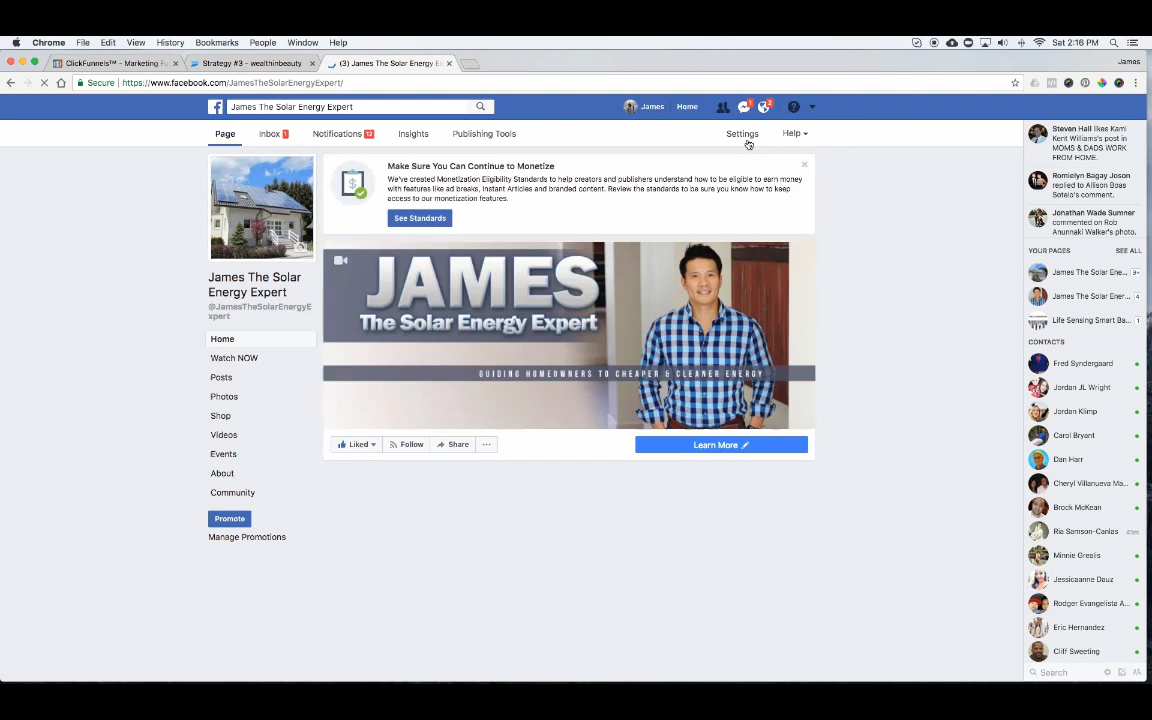 Chrome File Edit View History Bookmarks People Window Help
Sat 2:16 PM
ClickFunnels™ - Marketing Fu
Strategy #3 - wealthinbeauty
(3) James The Solar Energy E
James
Secure https://www.facebook.com/JamesTheSolarEnergyExpert/
James The Solar Energy Expert
James Home
1
2
Page Inbox 1 Notifications 12 Insights Publishing Tools Settings Help
Make Sure You Can Continue to Monetize
We've created Monetization Eligibility Standards to help creators and publishers understand how to be eligible to earn money
with features like ad breaks, Instant Articles and branded content. Review the standards to be sure you know how to keep
access to our monetization features.
See Standards
JAMES
The Solar Energy Expert
GUIDING HOMEOWNERS TO CHEAPER & CLEANER ENERGY
James The Solar
Energy Expert
@JamesTheSolarEnergyE
xpert
Home
Watch NOW
Posts
Photos
Shop
Videos
Events
About
Community
Promote
Manage Promotions
Liked Follow Share ...
Learn More
Steven Hall likes Kami
Kent Williams's post in
MOMS & DADS WORK
FROM HOME.
Romielyn Bagay Joson
replied to Allison Boas
Sotelo's comment.
Jonathan Wade Sumner
commented on Rob
Anunnaki Walker's photo.
YOUR PAGES SEE ALL
James The Solar Ene... 9+
James The Solar Ener... 4
Life Sensing Smart Ba... 1
CONTACTS
Fred Syndergaard
Jordan JL Wright
Jordan Klimp
Carol Bryant
Dan Harr
Cheryl Villanueva Ma...
Brock McKean
Ria Samson-Canlas
Minnie Grealis
Jessicaanne Dauz
Rodger Evangelista A...
Eric Hernandez
Cliff Sweeting
Search